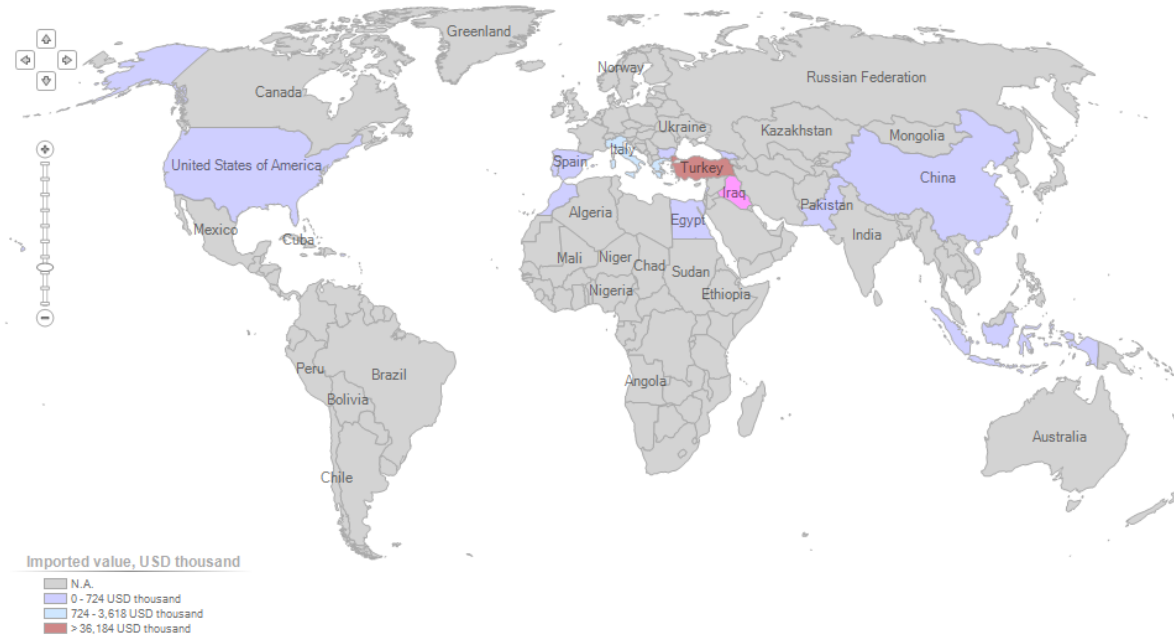 Greenland
Norway
Russian Federation
Canada
Ukraine
Kazakhstan
Mongolia
Italy
United States of America
Spain
Turkey
China
Iraq
Pakistan
Algeria
Egypt
India
Mexico
Cuba
Mali
Niger
Chad
Sudan
Nigeria
Ethiopia
Peru
Brazil
Angola
Bolivia
Australia
Chile
Imported value, USD thousand
N.A.
0 - 724 USD thousand
724 - 3,618 USD thousand
> 36,184 USD thousand